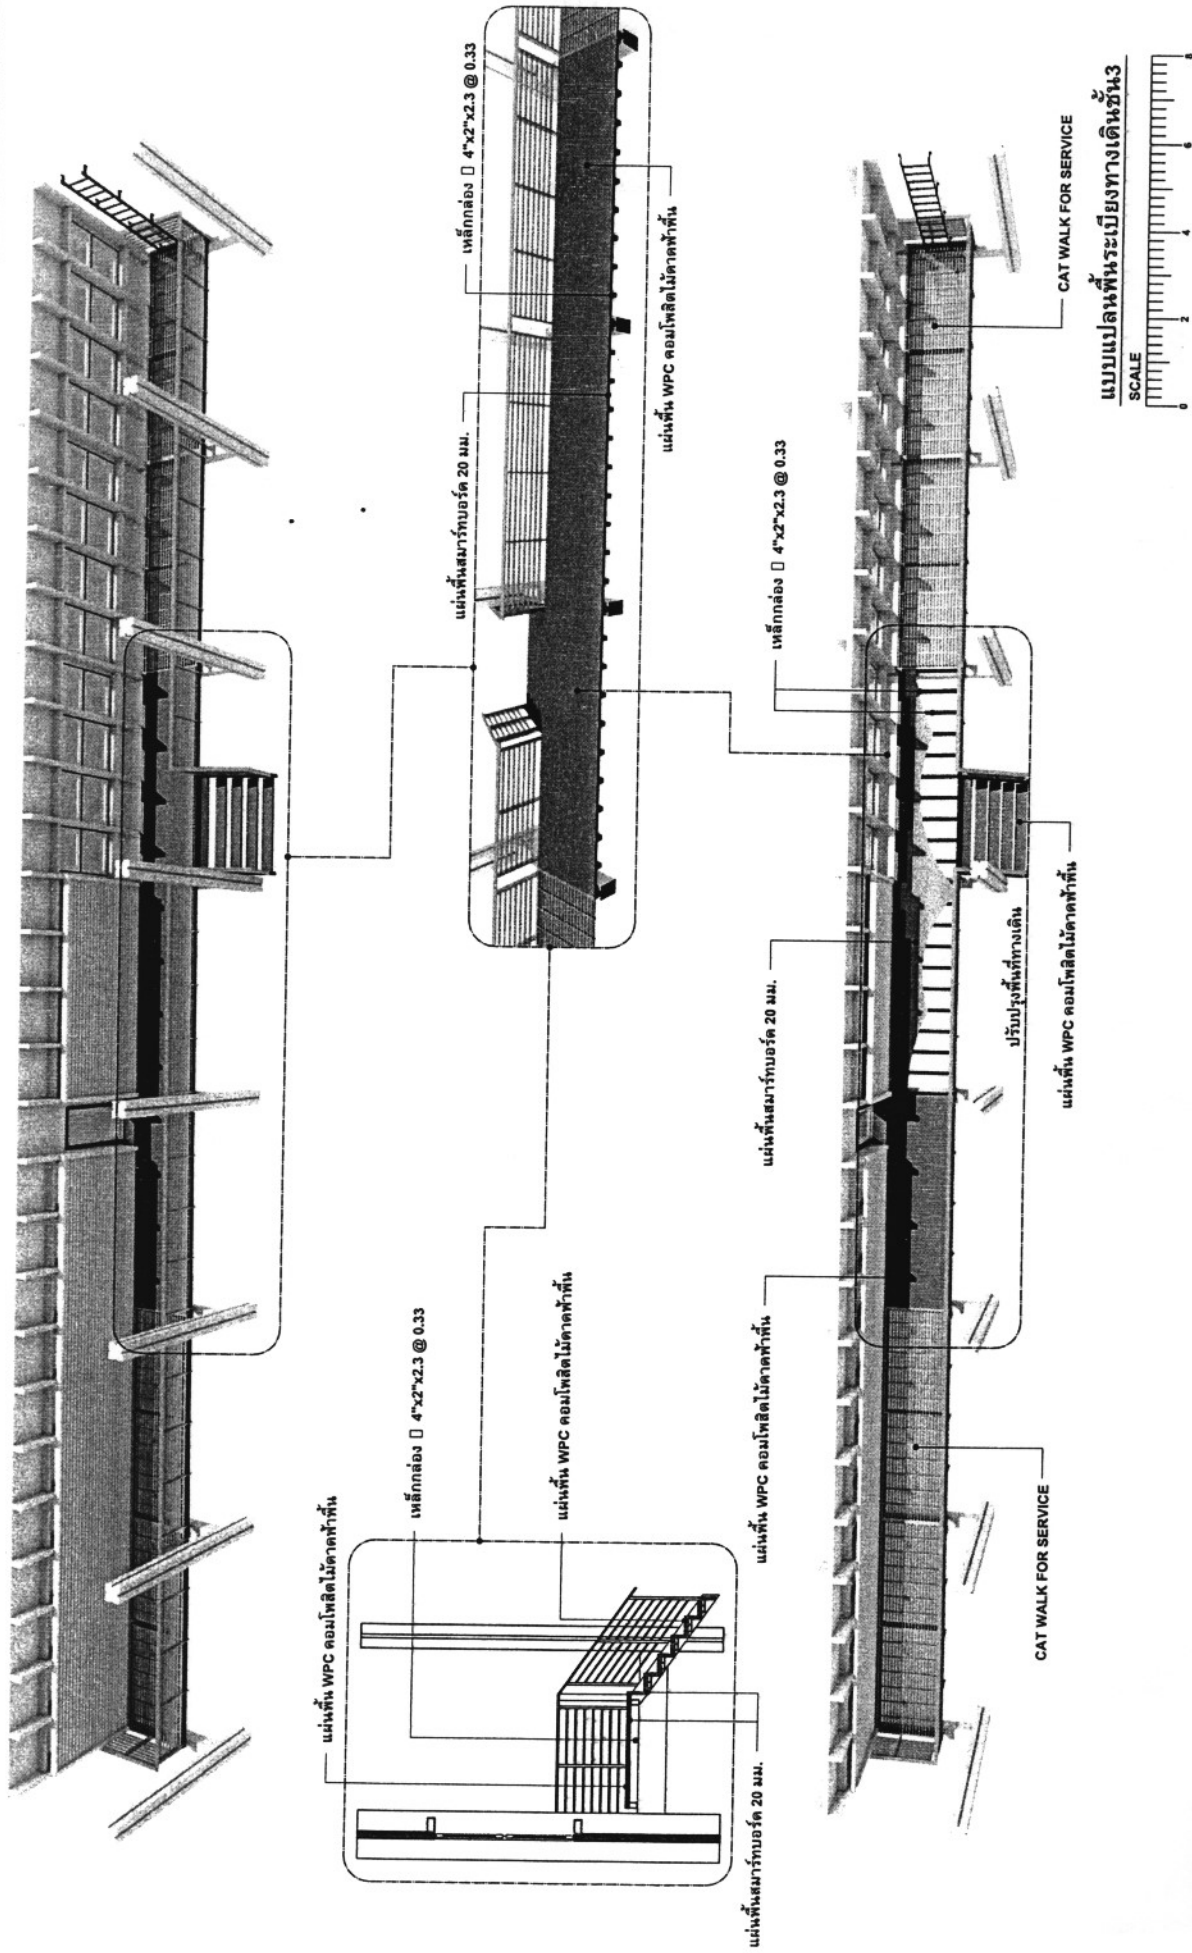 แผ่นพื้น WPC คอมโพสิตไม้ดาดฟ้าพื้น
เหล็กกล่อง 4"x2"x2.3 @ 0.33
แผ่นพื้น WPC คอมโพสิตไม้ดาดฟ้าพื้น
แผ่นพื้นสมาร์ทบอร์ด 20 มม.
แผ่นพื้นสมาร์ทบอร์ด 20 มม.
เหล็กกล่อง 4"x2"x2.3 @ 0.33
แผ่นพื้น WPC คอมโพสิตไม้ดาดฟ้าพื้น
แผ่นพื้น WPC คอมโพสิตไม้ดาดฟ้าพื้น
แผ่นพื้นสมาร์ทบอร์ด 20 มม.
เหล็กกล่อง 4"x2"x2.3 @ 0.33
ปรับปรุงพื้นที่ทางเดิน
แผ่นพื้น WPC คอมโพสิตไม้ดาดฟ้าพื้น
CAT WALK FOR SERVICE
CAT WALK FOR SERVICE
แบบแปลนพื้นระเบียงทางเดินชั้น3
SCALE
0 2 4 6 8